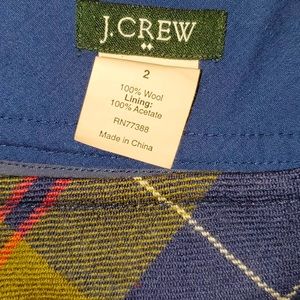 J.CREW
2
100% Wool
Lining:
100% Acetate
RN77388
Made in China